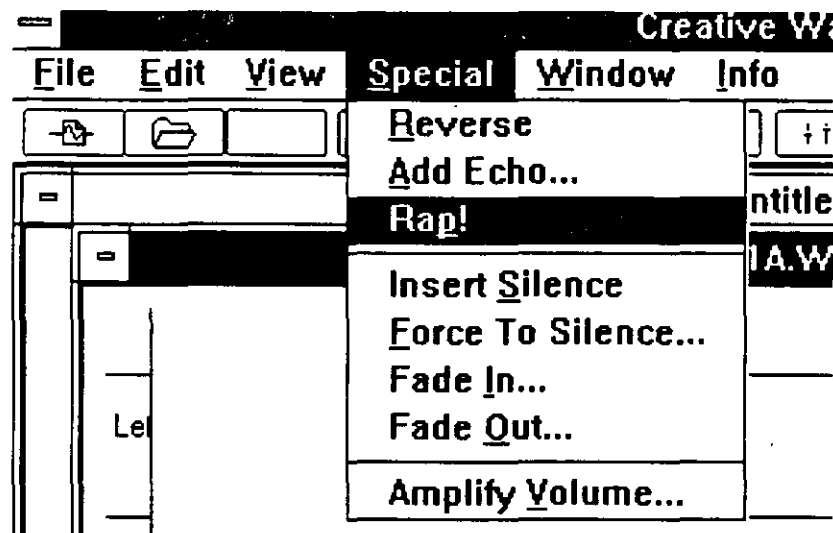 Creative Wa
File Edit View Special Window Info
Reverse
Add Echo...
Rap!
ntitle
1A.W
Insert Silence
Force To Silence...
Fade In...
Fade Out...
Lef
Amplify Volume...